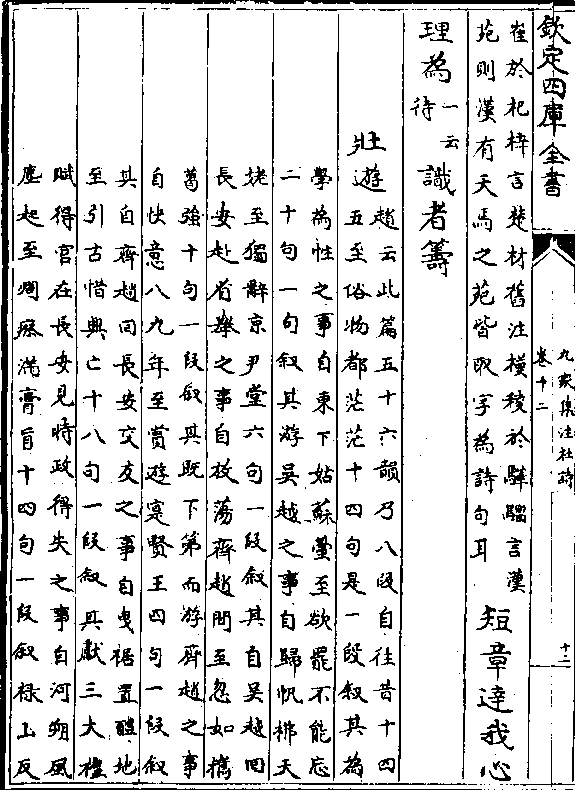 欽定四庫全書
九家集注杜詩
卷十二
十二
崔於杞梓言楚材舊注模稜於驊騮言漢
苑則漢有天馬之苑皆取字為詩句耳
短章達我心
理為
一云
待
識者籌
壯遊
趙云此篇五十六韻乃八段自往昔十四
五至俗物都茫茫十四句是一段叙其為
學為性之事自東下姑蘇臺至欲罷不能忘
二十句一句叙其游吳越之事自歸帆拂天
姥至獨辭京尹堂六句一段叙其自吳越囘
長安赴省舉之事自放蕩齊趙間至忽如攜
葛強十句一段叙其既下第而游齊趙之事
自快意八九年至賞遊寔賢王四句一段叙
其自齊趙囘長安交友之事自曳裾置醴地
至引古惜興亡十八句一段叙其獻三大禮
賦得官在長安見時政得失之事自河朔風
塵起至凋瘵滿膏肓十四句一段叙祿山反